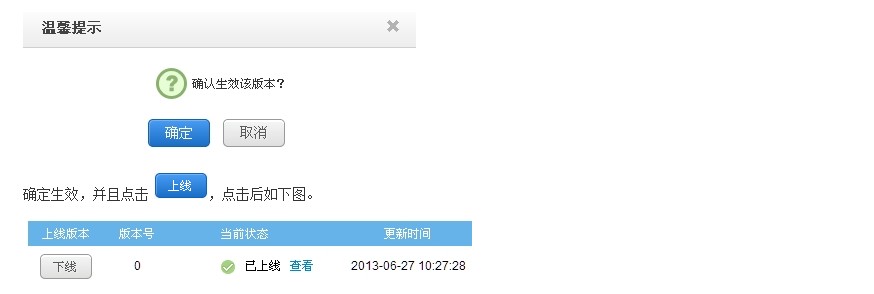 温馨提示
确认生效该版本?
确定 取消
确定生效，并且点击 上线 ，点击后如下图。
上线版本 版本号 当前状态 更新时间
下线 0 已上线 查看 2013-06-27 10:27:28